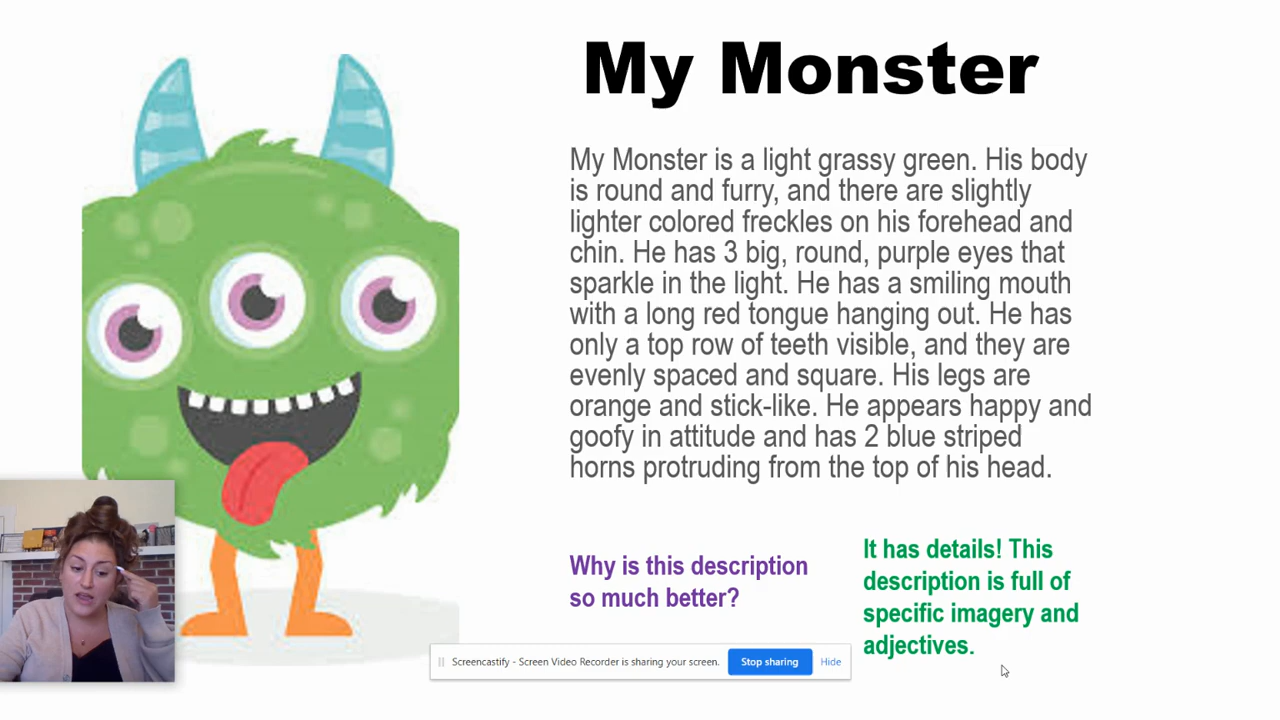 My Monster
My Monster is a light grassy green. His body
is round and furry, and there are slightly
lighter colored freckles on his forehead and
chin. He has 3 big, round, purple eyes that
sparkle in the light. He has a smiling mouth
with a long red tongue hanging out. He has
only a top row of teeth visible, and they are
evenly spaced and square. His legs are
orange and stick-like. He appears happy and
goofy in attitude and has 2 blue striped
horns protruding from the top of his head.
Why is this description
so much better?
It has details! This
description is full of
specific imagery and
adjectives.
Screencastify - Screen Video Recorder is sharing your screen. Stop sharing Hide